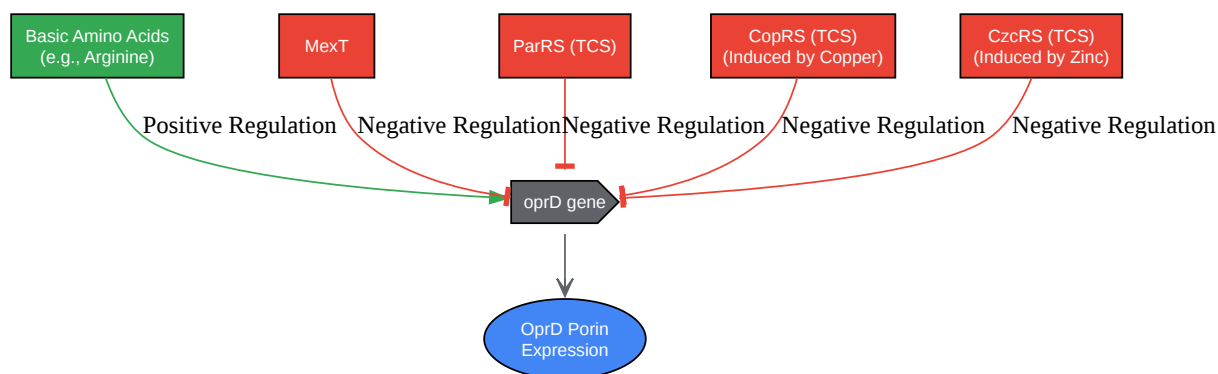 Basic Amino Acids
(e.g., Arginine)
MexT
ParRS (TCS)
CopRS (TCS)
(Induced by Copper)
CzcRS (TCS)
(Induced by Zinc)
Positive Regulation
Negative Regulation
Negative Regulation
Negative Regulation
Negative Regulation
oprD gene
OprD Porin
Expression